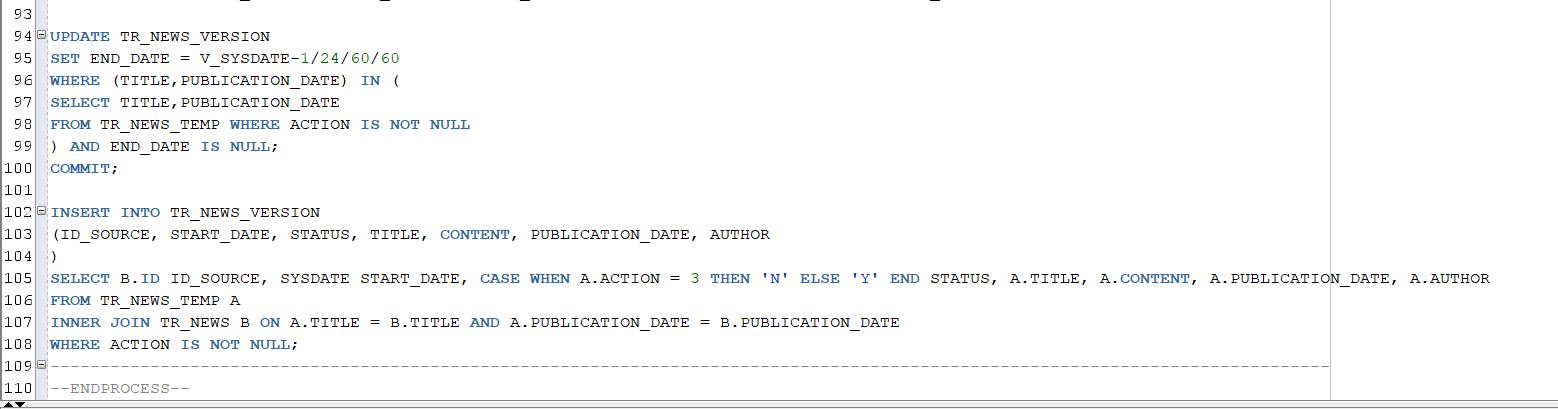 93
94 UPDATE TR_NEWS_VERSION
95 SET END_DATE = V_SYSDATE-1/24/60/60
96 WHERE (TITLE,PUBLICATION_DATE) IN (
97 SELECT TITLE,PUBLICATION_DATE
98 FROM TR_NEWS_TEMP WHERE ACTION IS NOT NULL
99 ) AND END_DATE IS NULL;
100 COMMIT;
101
102 INSERT INTO TR_NEWS_VERSION
103 (ID_SOURCE, START_DATE, STATUS, TITLE, CONTENT, PUBLICATION_DATE, AUTHOR
104 )
105 SELECT B.ID ID_SOURCE, SYSDATE START_DATE, CASE WHEN A.ACTION = 3 THEN 'N' ELSE 'Y' END STATUS, A.TITLE, A.CONTENT, A.PUBLICATION_DATE, A.AUTHOR
106 FROM TR_NEWS_TEMP A
107 INNER JOIN TR_NEWS B ON A.TITLE = B.TITLE AND A.PUBLICATION_DATE = B.PUBLICATION_DATE
108 WHERE ACTION IS NOT NULL;
109 --------------------------------------------------------------------------------------------------------------------------------
110 --ENDPROCESS--